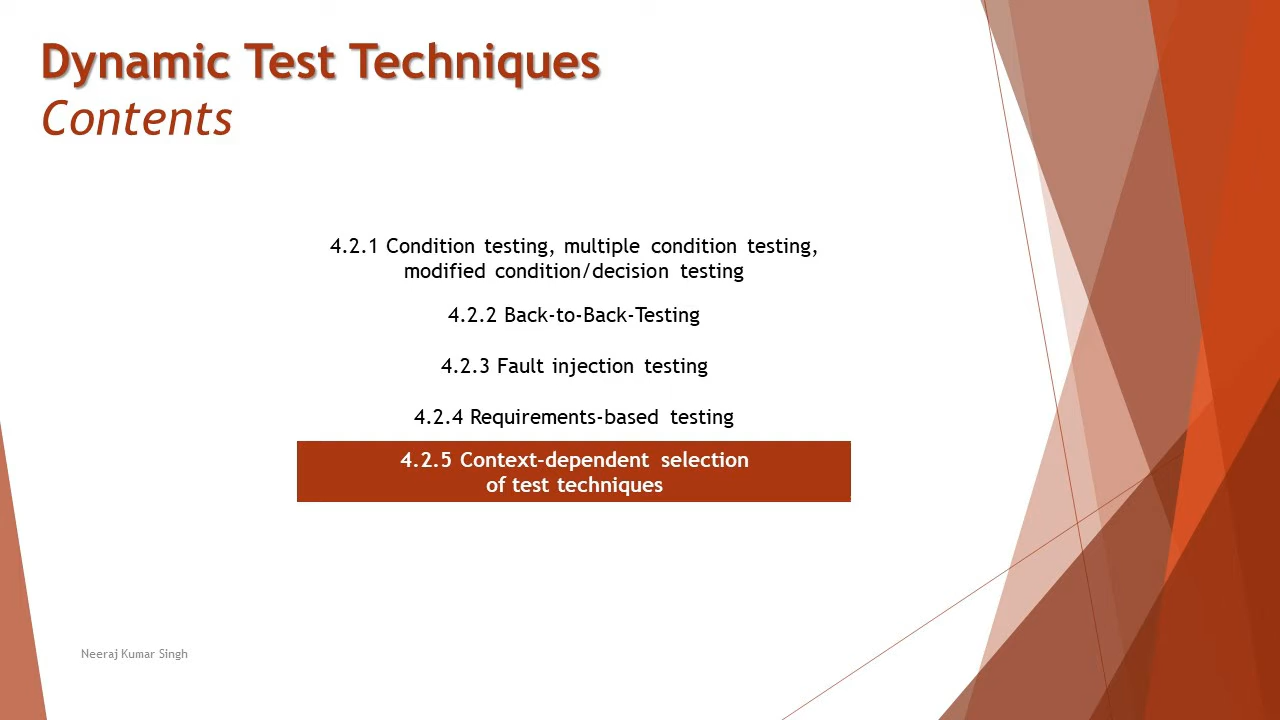 Dynamic Test Techniques
Contents
4.2.1 Condition testing, multiple condition testing,
modified condition/decision testing
4.2.2 Back-to-Back-Testing
4.2.3 Fault injection testing
4.2.4 Requirements-based testing
4.2.5 Context-dependent selection
of test techniques
Neeraj Kumar Singh